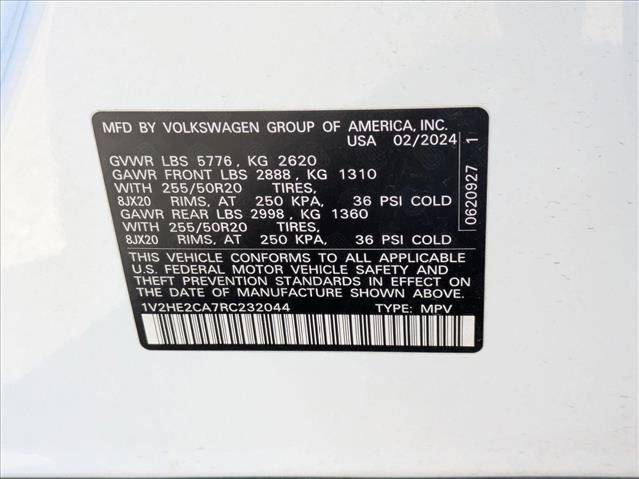 MFD BY VOLKSWAGEN GROUP OF AMERICA, INC.
USA 02/2024
GVWR LBS 5776, KG 2620
GAWR FRONT LBS 2888, KG 1310
WITH 255/50R20 TIRES,
8JX20 RIMS, AT 250 KPA, 36 PSI COLD
GAWR REAR LBS 2998, KG 1360
WITH 255/50R20 TIRES,
8JX20 RIMS, AT 250 KPA, 36 PSI COLD
THIS VEHICLE CONFORMS TO ALL APPLICABLE
U.S. FEDERAL MOTOR VEHICLE SAFETY AND
THEFT PREVENTION STANDARDS IN EFFECT ON
THE DATE OF MANUFACTURE SHOWN ABOVE.
1V2HE2CA7RC232044 TYPE: MPV
0620927 1